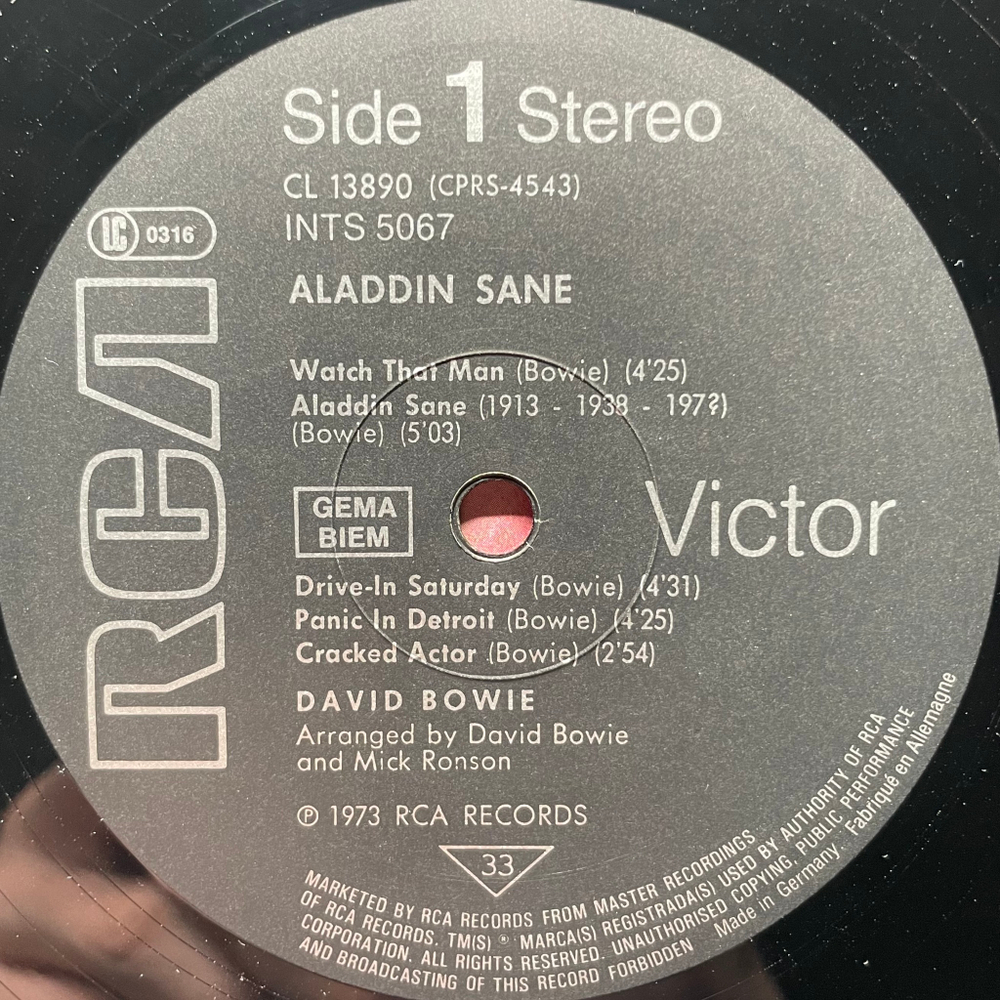 Side 1 Stereo
CL 13890 (CPRS-4543)
INTS 5067
LC 0316
RCA
ALADDIN SANE
Watch That Man (Bowie) (4'25)
Aladdin Sane (1913 - 1938 - 197?)
(Bowie) (5'03)
GEMA
BIEM
Victor
Drive-In Saturday (Bowie) (4'31)
Panic In Detroit (Bowie) (4'25)
Cracked Actor (Bowie) (2'54)
DAVID BOWIE
Arranged by David Bowie
and Mick Ronson
℗ 1973 RCA RECORDS
33
MARKETED BY RCA RECORDS FROM MASTER RECORDINGS
OF RCA RECORDS. TM(S) ® MARCA(S) REGISTRADA(S) USED BY AUTHORITY OF RCA
CORPORATION. ALL RIGHTS RESERVED. UNAUTHORISED COPYING, PUBLIC PERFORMANCE
AND BROADCASTING OF THIS RECORD FORBIDDEN Made in Germany. Fabriqué en Allemagne